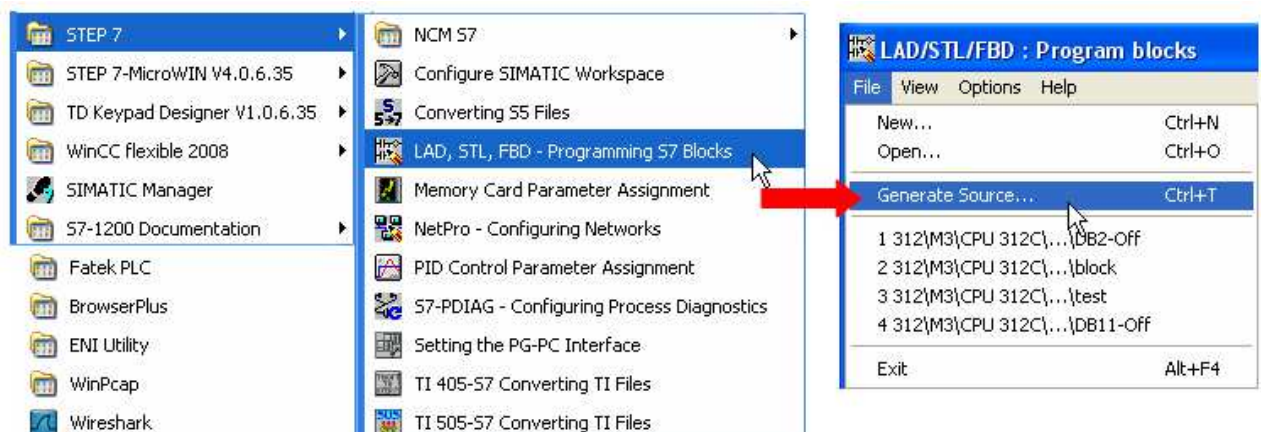 STEP 7
STEP 7-MicroWIN V4.0.6.35
TD Keypad Designer V1.0.6.35
WinCC flexible 2008
SIMATIC Manager
S7-1200 Documentation
Fatek PLC
BrowserPlus
ENI Utility
WinPcap
Wireshark
NCM S7
Configure SIMATIC Workspace
Converting S5 Files
LAD, STL, FBD - Programming S7 Blocks
Memory Card Parameter Assignment
NetPro - Configuring Networks
PID Control Parameter Assignment
S7-PDIAG - Configuring Process Diagnostics
Setting the PG-PC Interface
TI 405-S7 Converting TI Files
TI 505-S7 Converting TI Files
LAD/STL/FBD : Program blocks
File View Options Help
New... Ctrl+N
Open... Ctrl+O
Generate Source... Ctrl+T
1 312\M3\CPU 312C\...\DB2-Off
2 312\M3\CPU 312C\...\block
3 312\M3\CPU 312C\...\test
4 312\M3\CPU 312C\...\DB11-Off
Exit Alt+F4